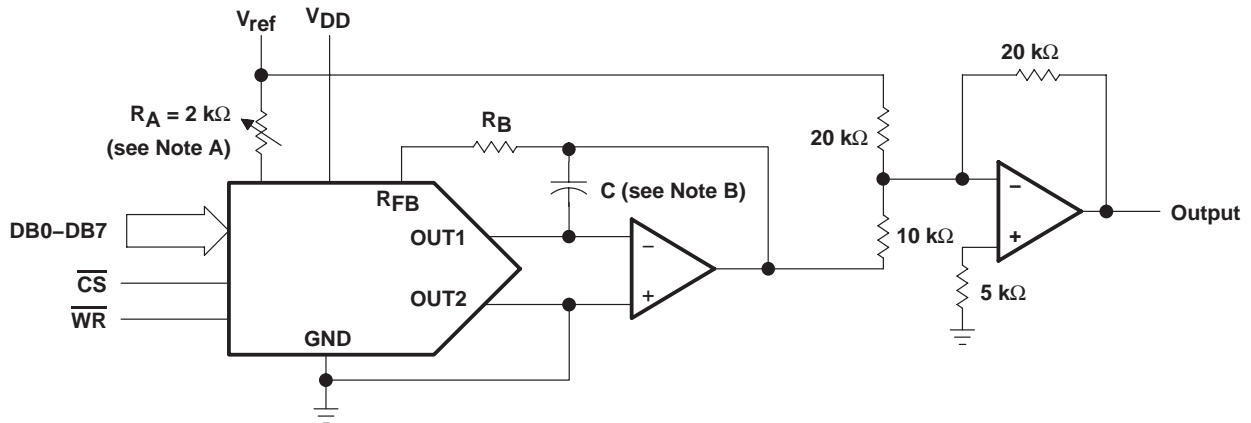 Vref
VDD
20 kΩ
RA = 2 kΩ
(see Note A)
RB
20 kΩ
RFB
C (see Note B)
DB0–DB7
OUT1
–
–
+
Output
10 kΩ
CS
OUT2
+
5 kΩ
WR
GND